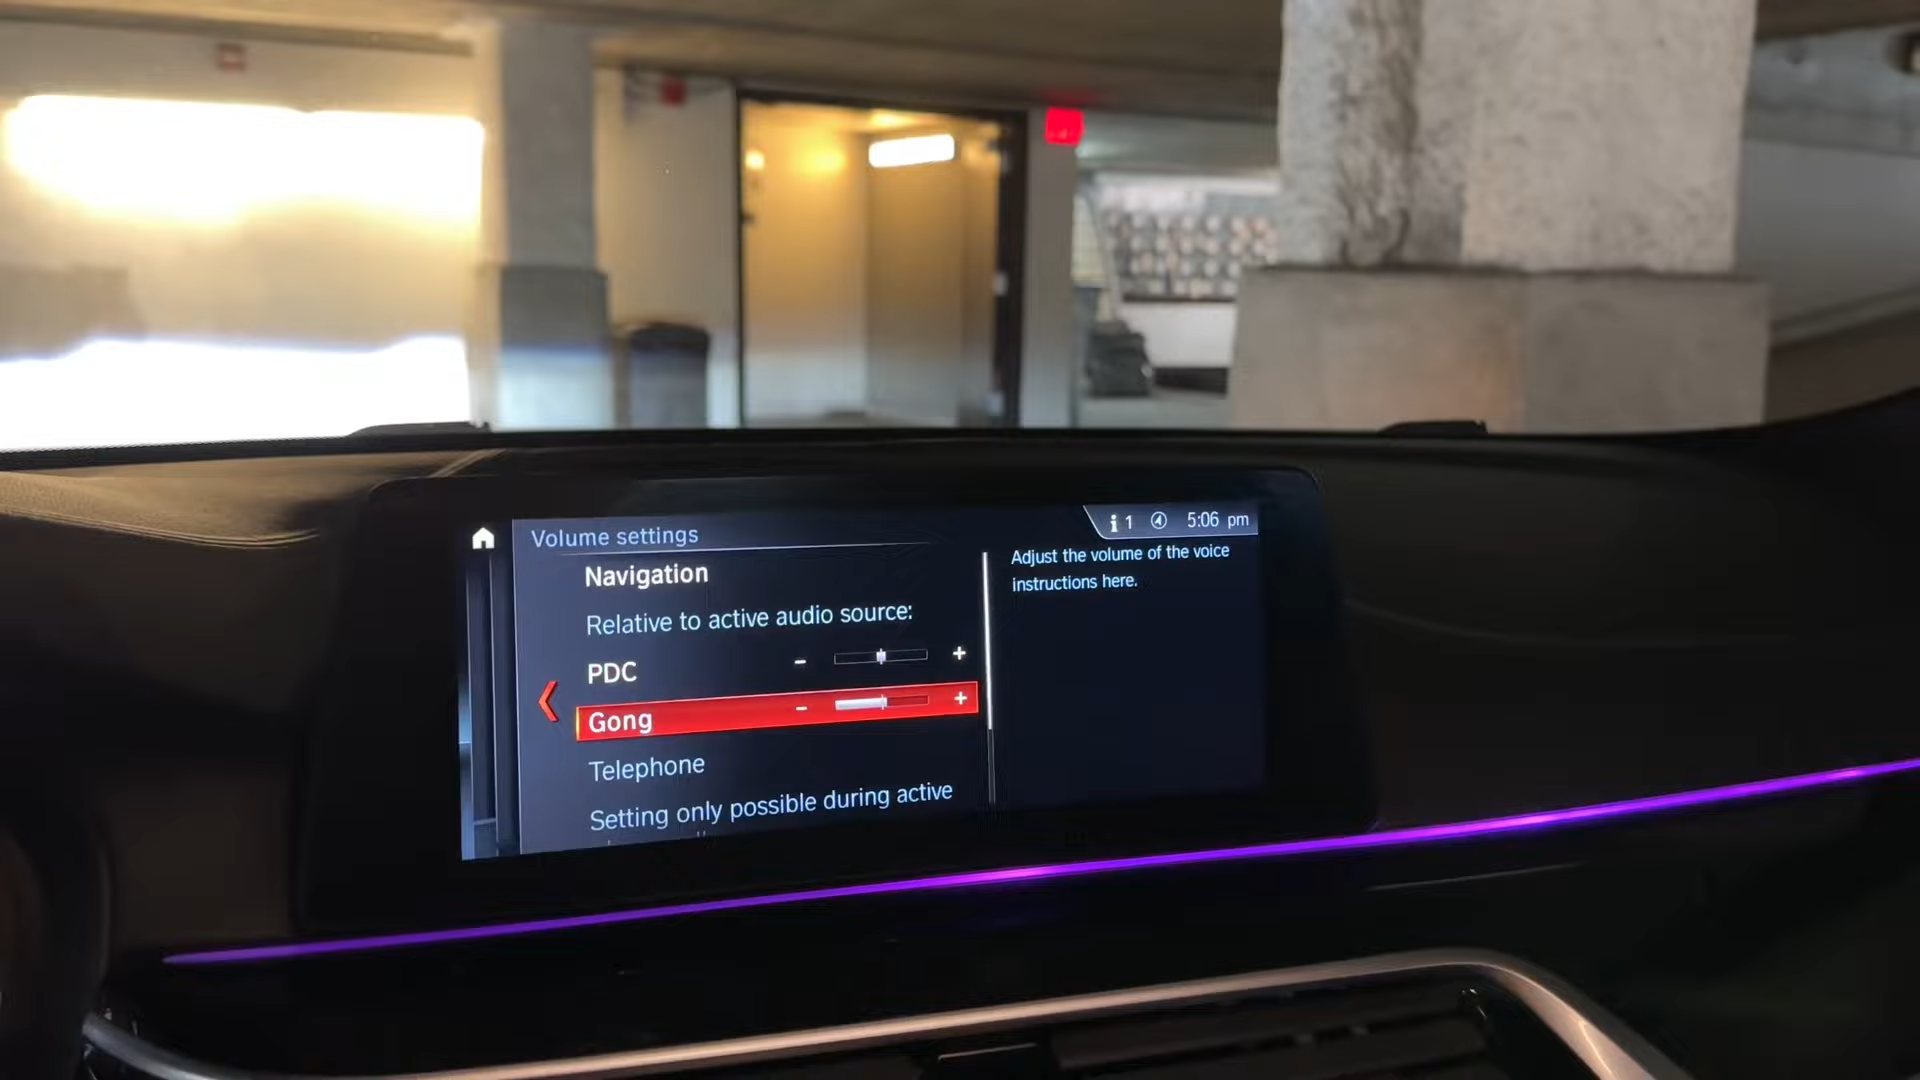 Volume settings
i 1 5:06 pm
Navigation
Relative to active audio source:
PDC - +
Gong - +
Telephone
Setting only possible during active
Adjust the volume of the voice
instructions here.